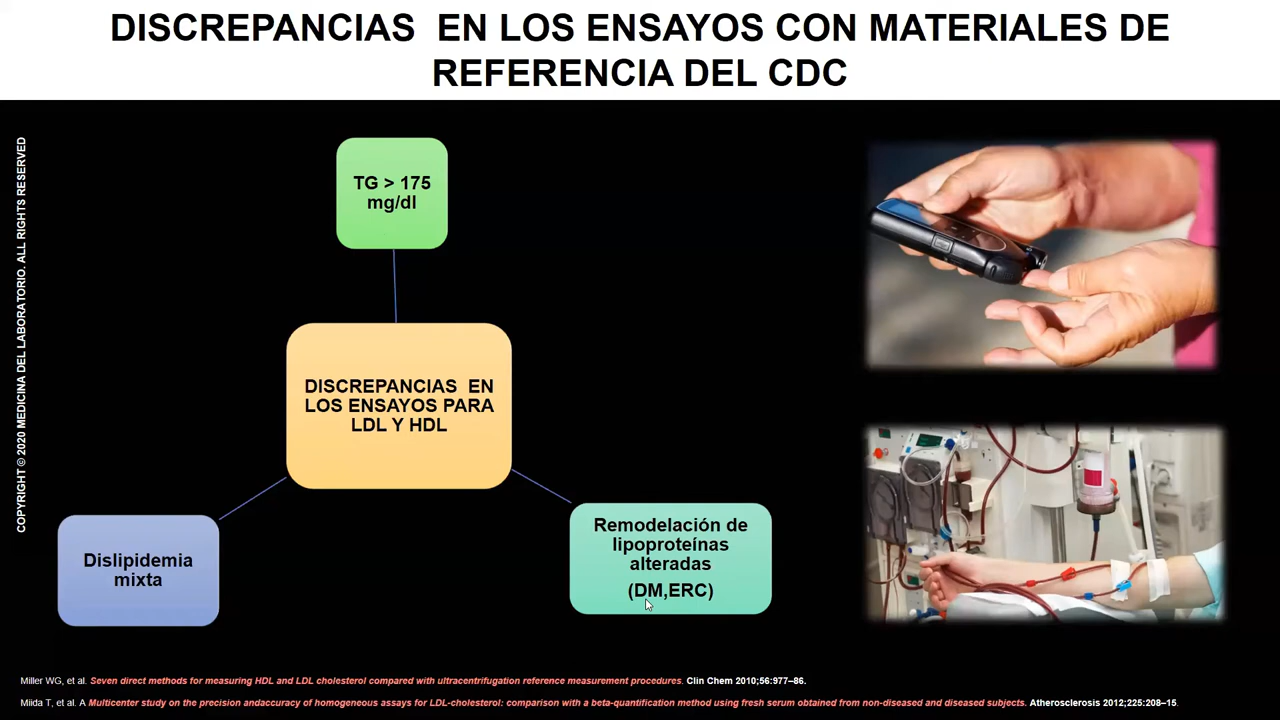 DISCREPANCIAS EN LOS ENSAYOS CON MATERIALES DE
REFERENCIA DEL CDC
COPYRIGHT © 2020 MEDICINA DEL LABORATORIO. ALL RIGHTS RESERVED
TG > 175
mg/dl
DISCREPANCIAS EN
LOS ENSAYOS PARA
LDL Y HDL
Dislipidemia
mixta
Remodelación de
lipoproteínas
alteradas
(DM,ERC)
Miller WG, et al. Seven direct methods for measuring HDL and LDL cholesterol compared with ultracentrifugation reference measurement procedures. Clin Chem 2010;56:977–86.
Miida T, et al. A Multicenter study on the precision andaccuracy of homogeneous assays for LDL-cholesterol: comparison with a beta-quantification method using fresh serum obtained from non-diseased and diseased subjects. Atherosclerosis 2012;225:208–15.